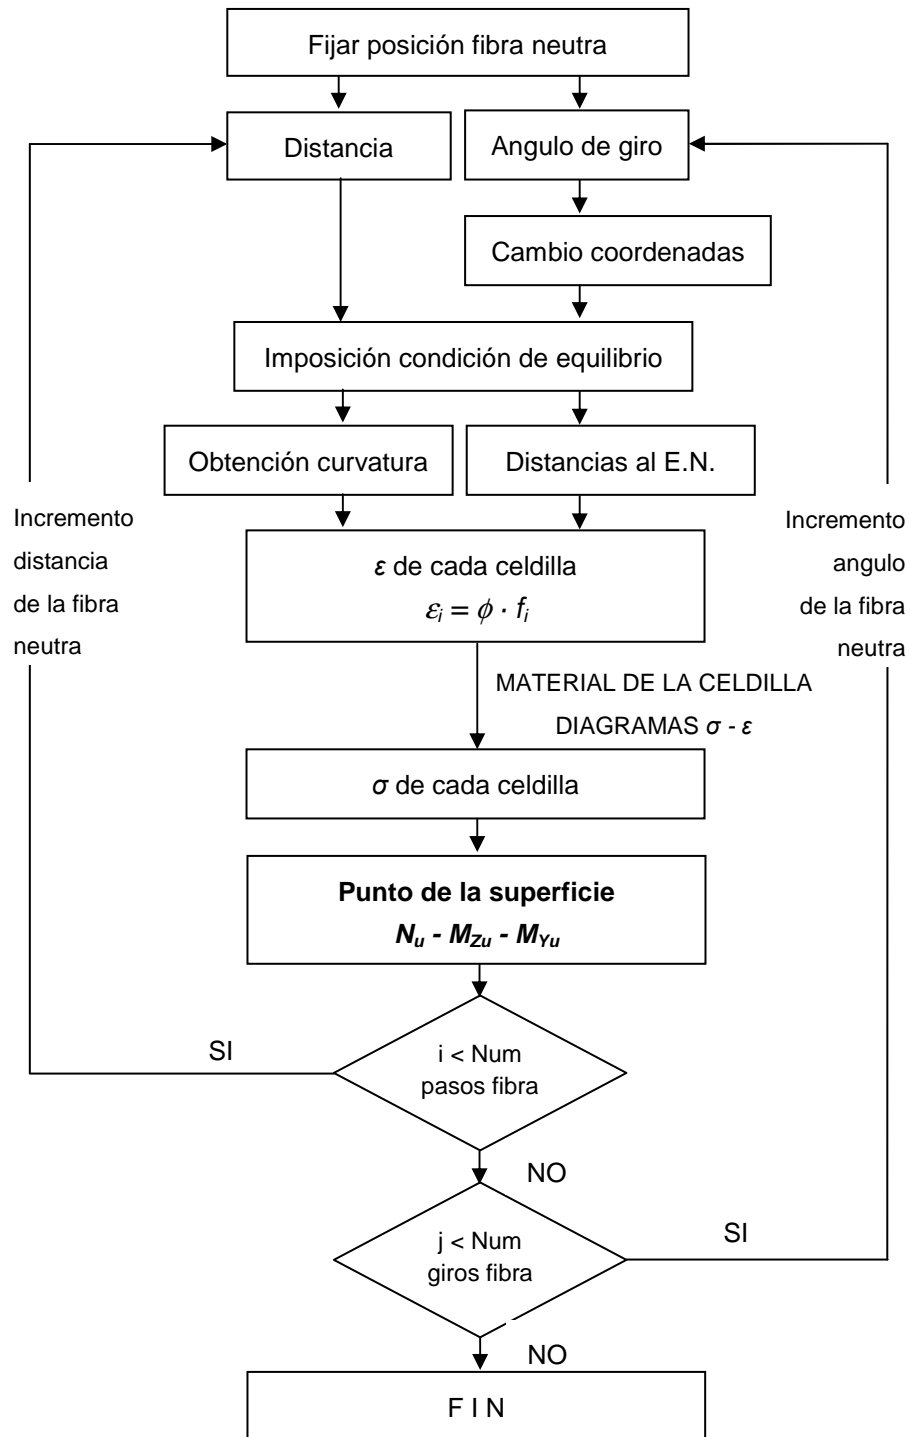 Fijar posición fibra neutra
Distancia
Angulo de giro
Cambio coordenadas
Imposición condición de equilibrio
Obtención curvatura
Distancias al E.N.
Incremento
distancia
de la fibra
neutra
Incremento
angulo
de la fibra
neutra
ε de cada celdilla
εi = ϕ · fi
MATERIAL DE LA CELDILLA
DIAGRAMAS σ - ε
σ de cada celdilla
Punto de la superficie
Nu - MZu - MYu
SI
i < Num
pasos fibra
NO
SI
j < Num
giros fibra
NO
F I N